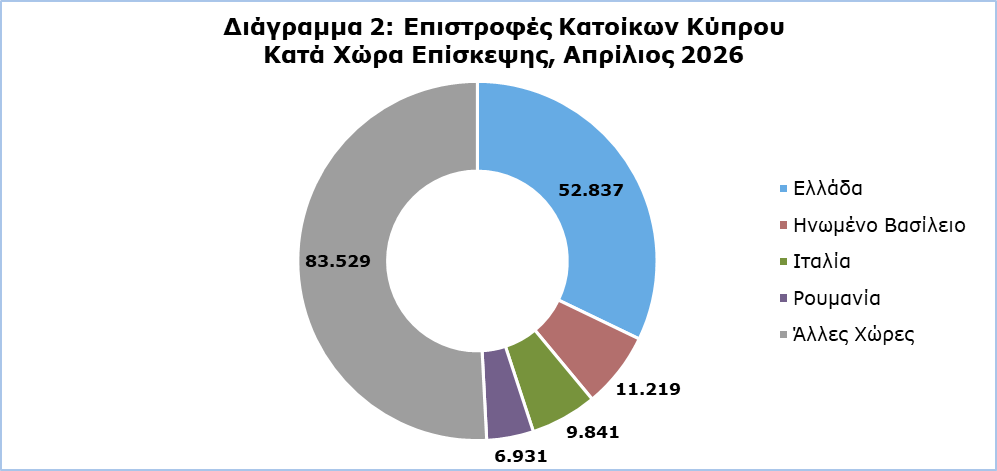 Διάγραμμα 2: Επιστροφές Κατοίκων Κύπρου
Κατά Χώρα Επίσκεψης, Απρίλιος 2026
52.837
83.529
11.219
9.841
6.931
Ελλάδα
Ηνωμένο Βασίλειο
Ιταλία
Ρουμανία
Άλλες Χώρες